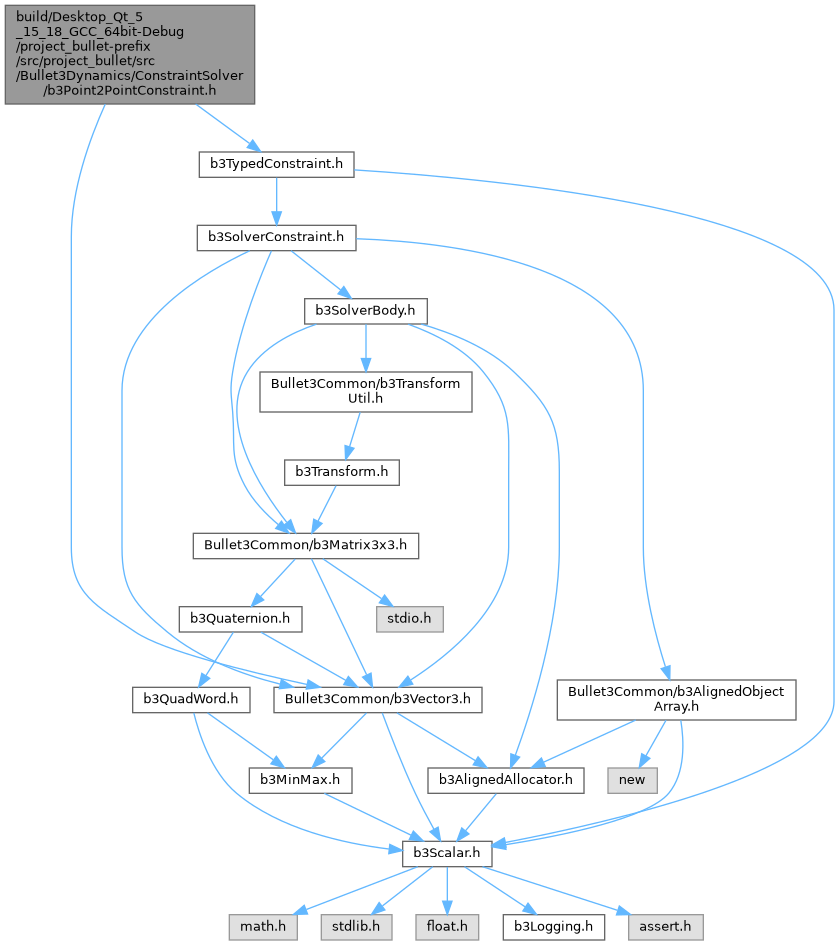 build/Desktop_Qt_5
_15_18_GCC_64bit-Debug
/project_bullet-prefix
/src/project_bullet/src
/Bullet3Dynamics/ConstraintSolver
/b3Point2PointConstraint.h
b3TypedConstraint.h
b3SolverConstraint.h
b3SolverBody.h
Bullet3Common/b3Transform
Util.h
b3Transform.h
Bullet3Common/b3Matrix3x3.h
b3Quaternion.h
stdio.h
b3QuadWord.h
Bullet3Common/b3Vector3.h
Bullet3Common/b3AlignedObject
Array.h
b3MinMax.h
b3AlignedAllocator.h
new
b3Scalar.h
math.h
stdlib.h
float.h
b3Logging.h
assert.h